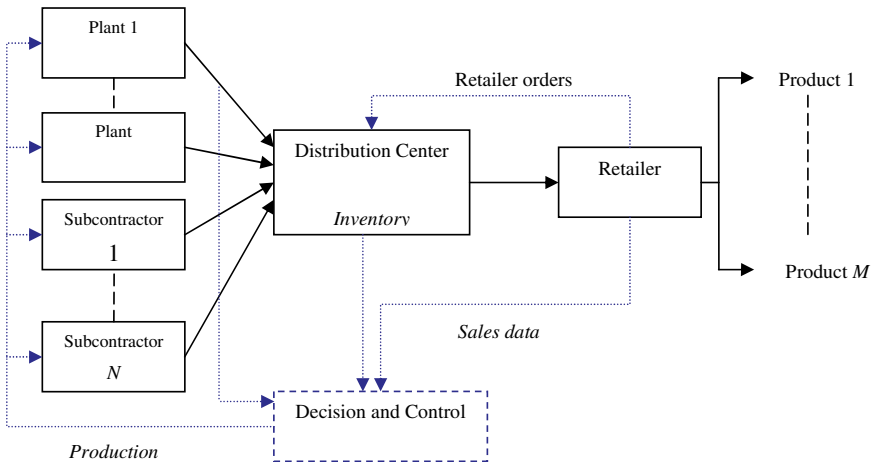 Plant 1
Plant
Subcontractor
1
Subcontractor
N
Distribution Center
Inventory
Retailer orders
Retailer
Product 1
Product M
Sales data
Decision and Control
Production